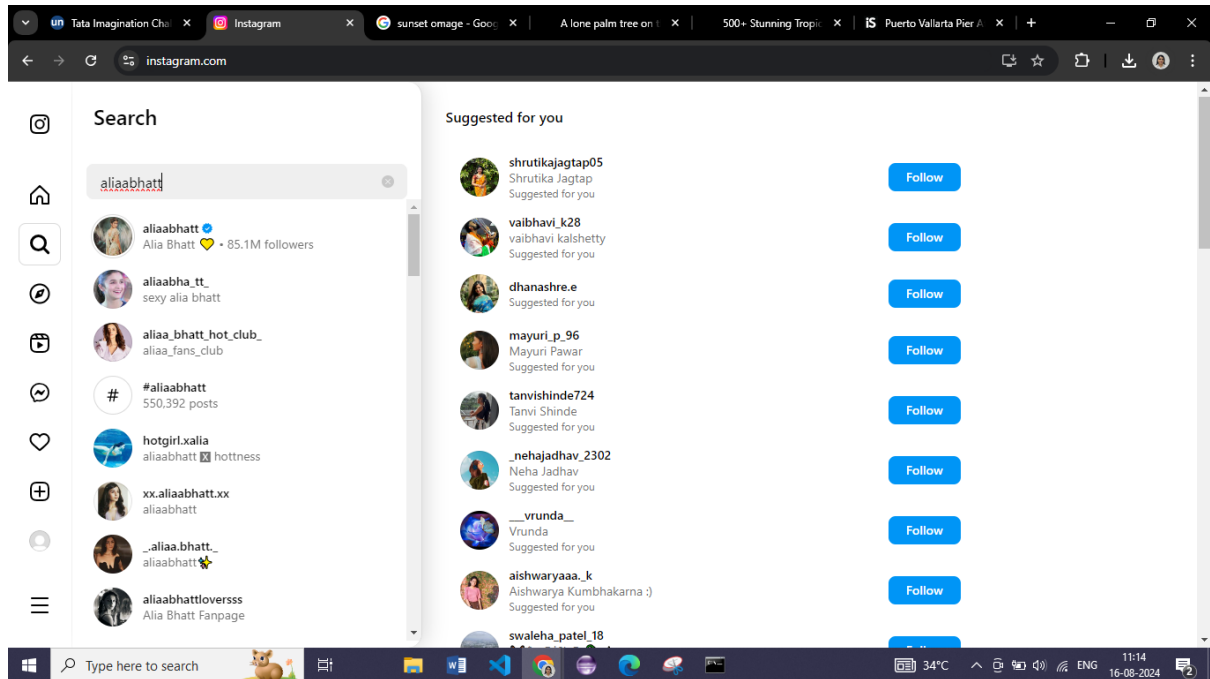 Tata Imagination Chal
Instagram
sunset omage - Goog
A lone palm tree on t
500+ Stunning Tropic
iS Puerto Vallarta Pier A
instagram.com
Search
aliaabhatt
aliaabhatt
Alia Bhatt 💛 • 85.1M followers
aliaabha_tt_
sexy alia bhatt
aliaa_bhatt_hot_club_
aliaa_fans_club
#
#aliaabhatt
550,392 posts
hotgirl.xalia
aliaabhatt 🆇 hottness
xx.aliaabhatt.xx
aliaabhatt
_.aliaa.bhatt._
aliaabhatt✨
aliaabhattloversss
Alia Bhatt Fanpage
Suggested for you
shrutikajagtap05
Shrutika Jagtap
Suggested for you
Follow
vaibhavi_k28
vaibhavi kalshetty
Suggested for you
Follow
dhanashre.e
Suggested for you
Follow
mayuri_p_96
Mayuri Pawar
Suggested for you
Follow
tanvishinde724
Tanvi Shinde
Suggested for you
Follow
_nehajadhav_2302
Neha Jadhav
Suggested for you
Follow
___vrunda__
Vrunda
Suggested for you
Follow
aishwaryaaa._k
Aishwarya Kumbhakarna :)
Suggested for you
Follow
swaleha_patel_18
Type here to search
34°C
ENG
11:14
16-08-2024
2